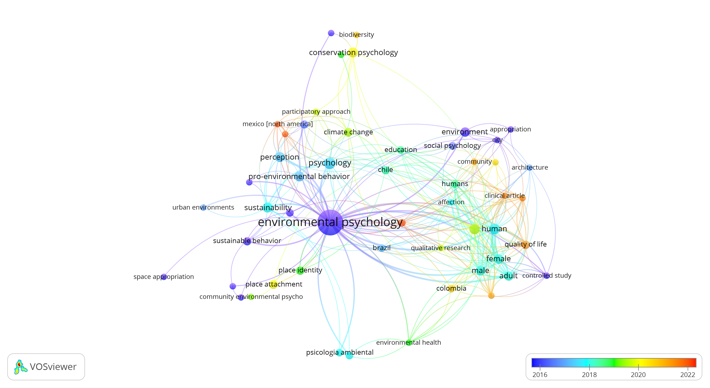 biodiversity
conservation psychology
participatory approach
mexico [north america]
climate change
environment
appropriation
city
social psychology
education
perception
psychology
community
architecture
chile
pro-environmental behavior
humans
clinical article
affection
urban environments
sustainability
environmental psychology
human
sustainable behavior
brazil
qualitative research
quality of life
female
place identity
male
adult
controlled study
space appropriation
place attachment
colombia
community environmental psycho
environmental health
psicologia ambiental
VOSviewer
2016
2018
2020
2022